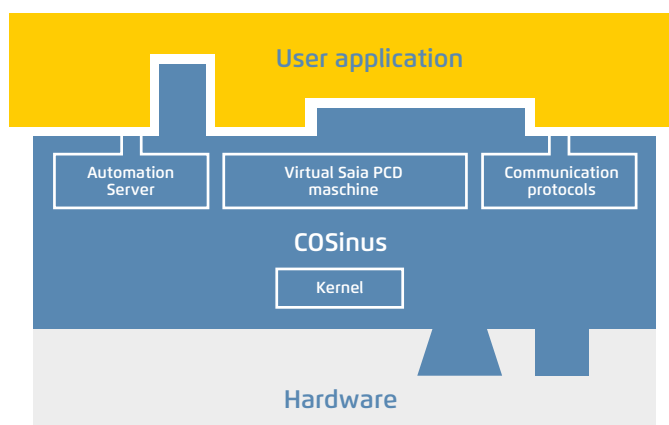 User application
Automation
Server
Virtual Saia PCD
maschine
Communication
protocols
COSinus
Kernel
Hardware